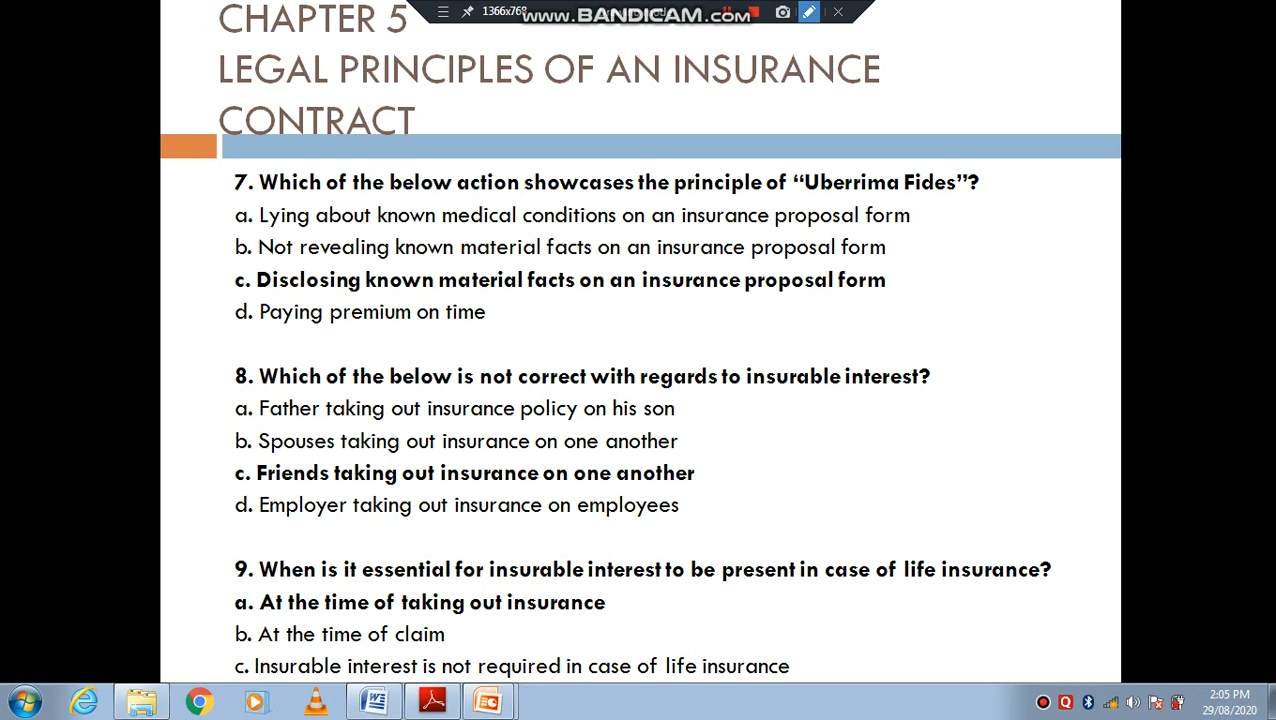 CHAPTER 5
1366x768
www.BANDICAM.com
LEGAL PRINCIPLES OF AN INSURANCE
CONTRACT
7. Which of the below action showcases the principle of “Uberrima Fides”?
a. Lying about known medical conditions on an insurance proposal form
b. Not revealing known material facts on an insurance proposal form
c. Disclosing known material facts on an insurance proposal form
d. Paying premium on time
8. Which of the below is not correct with regards to insurable interest?
a. Father taking out insurance policy on his son
b. Spouses taking out insurance on one another
c. Friends taking out insurance on one another
d. Employer taking out insurance on employees
9. When is it essential for insurable interest to be present in case of life insurance?
a. At the time of taking out insurance
b. At the time of claim
c. Insurable interest is not required in case of life insurance
2:05 PM
29/08/2020